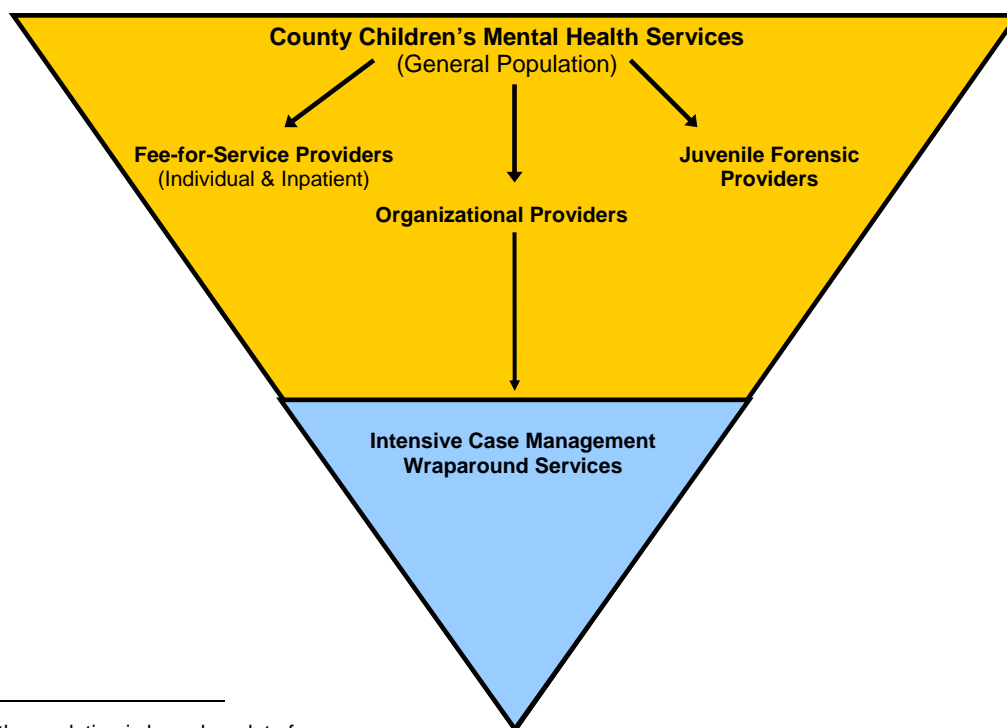 County Children's Mental Health Services
(General Population)
Fee-for-Service Providers
(Individual & Inpatient)
Juvenile Forensic
Providers
Organizational Providers
Intensive Case Management
Wraparound Services